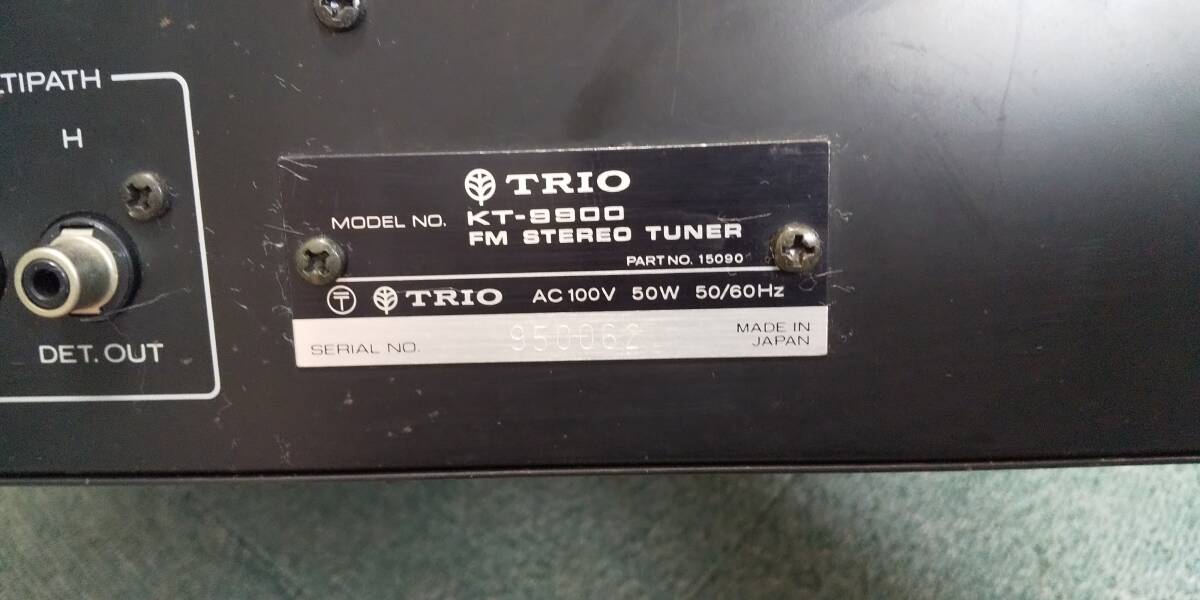 H
DET. OUT
TRIO
MODEL NO. KT-9900
FM STEREO TUNER
PART NO. 15090
TRIO AC 100V 50W 50/60Hz
SERIAL NO.
MADE IN
JAPAN